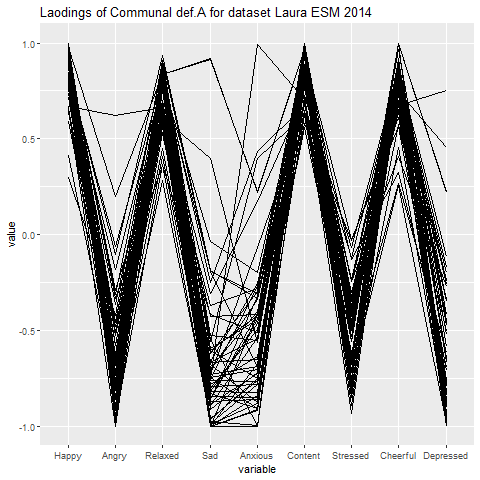 Laodings of Communal def.A for dataset Laura ESM 2014
value
1.0
0.5
0.0
-0.5
-1.0
Happy Angry Relaxed Sad Anxious Content Stressed Cheerful Depressed
variable